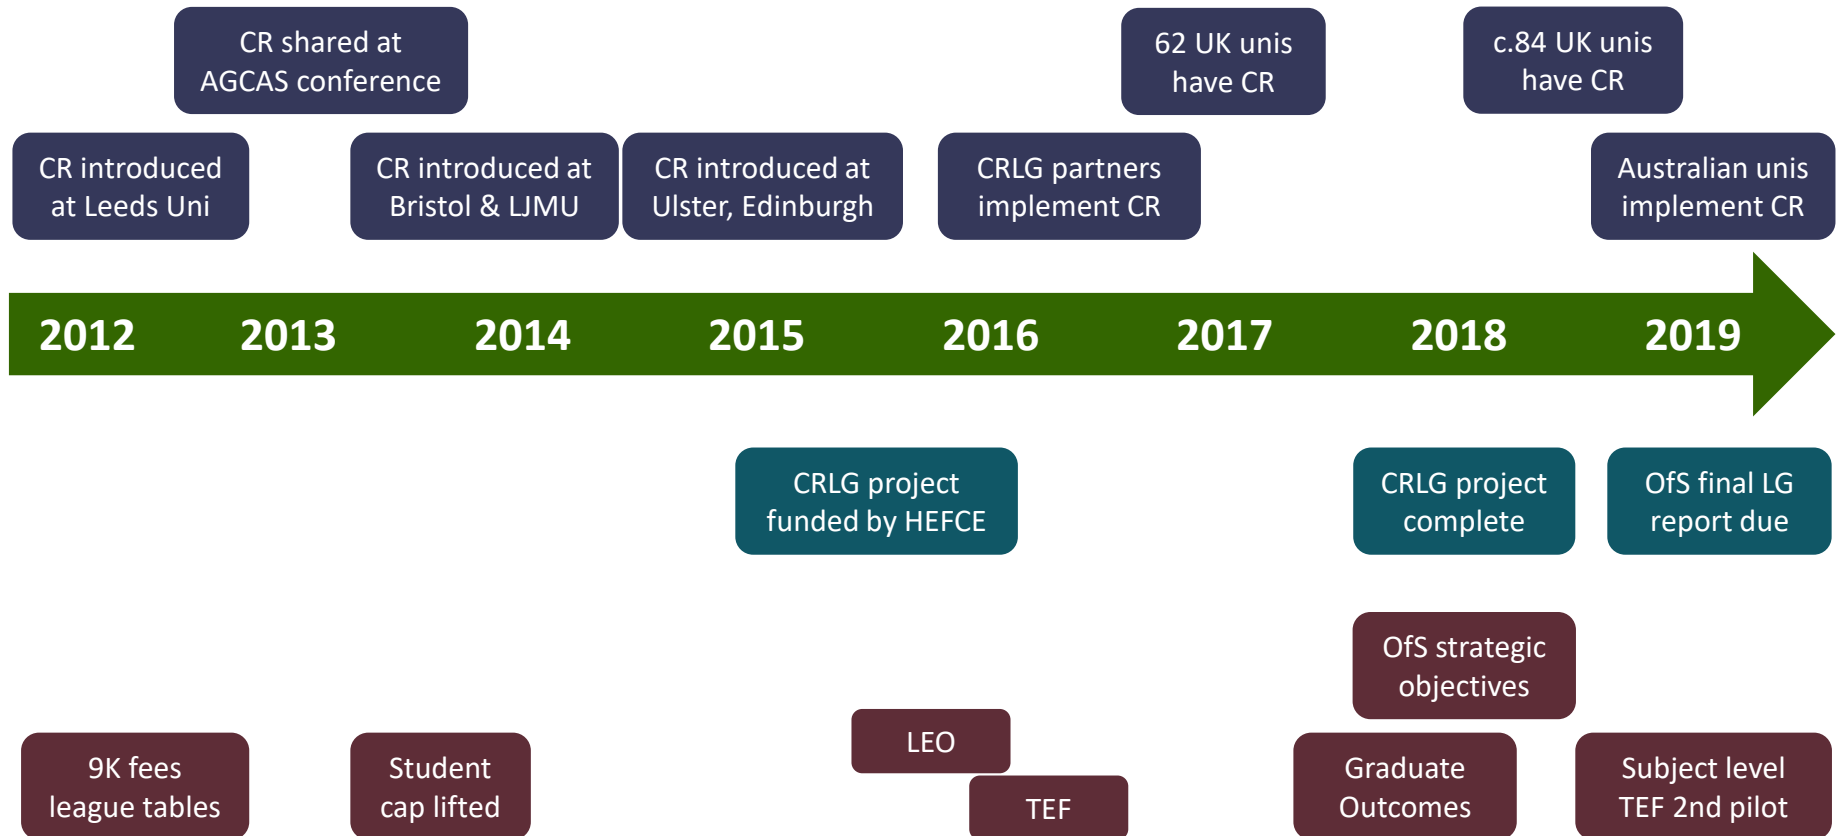 CR shared at
AGCAS conference
62 UK unis
have CR
c.84 UK unis
have CR
CR introduced
at Leeds Uni
CR introduced at
Bristol & LJMU
CR introduced at
Ulster, Edinburgh
CRLG partners
implement CR
Australian unis
implement CR
2012 2013 2014 2015 2016 2017 2018 2019
CRLG project
funded by HEFCE
CRLG project
complete
OfS final LG
report due
OfS strategic
objectives
9K fees
league tables
Student
cap lifted
LEO
TEF
Graduate
Outcomes
Subject level
TEF 2nd pilot